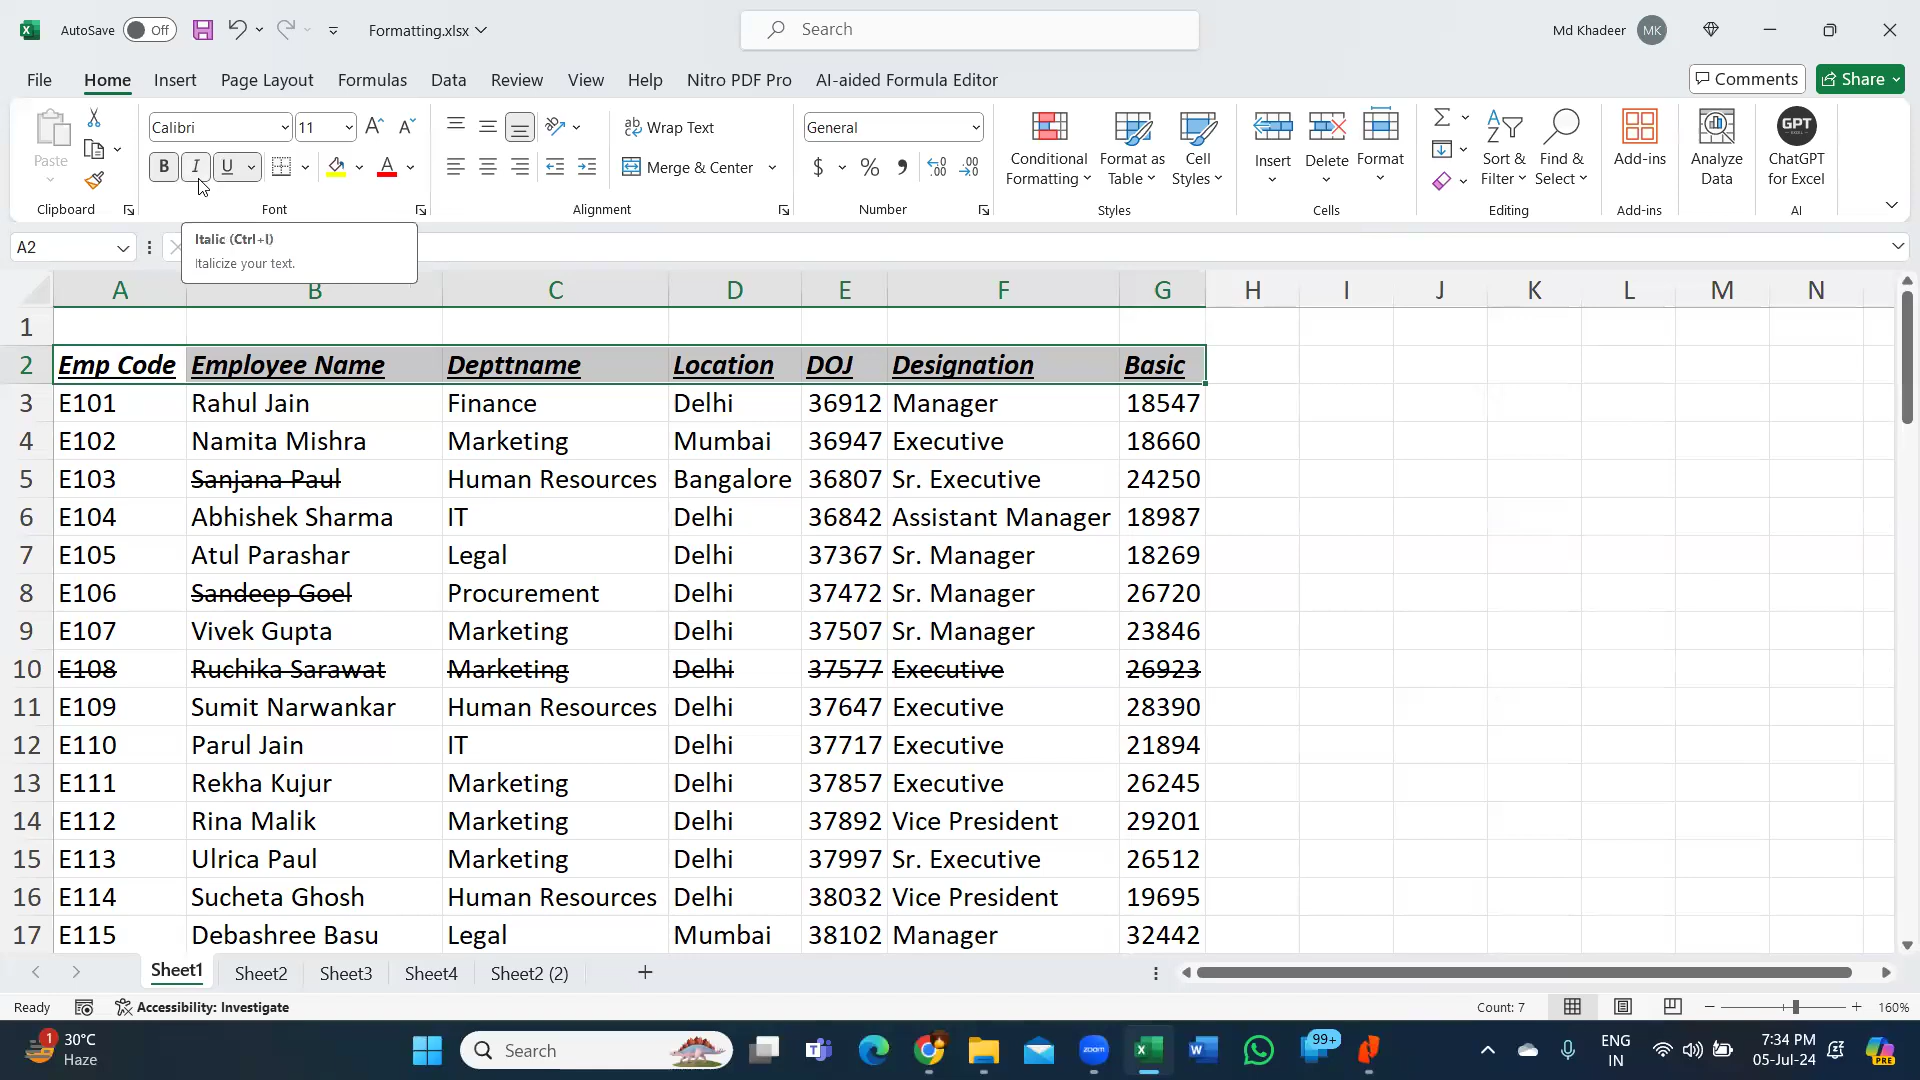 AutoSave Off Formatting.xlsx Search Md Khadeer MK
File Home Insert Page Layout Formulas Data Review View Help Nitro PDF Pro AI-aided Formula Editor Comments Share
Calibri 11 Wrap Text General
Paste B I U Merge & Center $ % Conditional Formatting Format as Table Cell Styles Insert Delete Format Sort & Filter Find & Select Add-ins Analyze Data GPT ChatGPT for Excel
Clipboard Font Alignment Number Styles Cells Editing Add-ins AI
A2
Italic (Ctrl+I)
Italicize your text.
A B C D E F G H I J K L M N
1
2 Emp Code Employee Name Depttname Location DOJ Designation Basic
3 E101 Rahul Jain Finance Delhi 36912 Manager 18547
4 E102 Namita Mishra Marketing Mumbai 36947 Executive 18660
5 E103 Sanjana Paul Human Resources Bangalore 36807 Sr. Executive 24250
6 E104 Abhishek Sharma IT Delhi 36842 Assistant Manager 18987
7 E105 Atul Parashar Legal Delhi 37367 Sr. Manager 18269
8 E106 Sandeep Goel Procurement Delhi 37472 Sr. Manager 26720
9 E107 Vivek Gupta Marketing Delhi 37507 Sr. Manager 23846
10 E108 Ruchika Sarawat Marketing Delhi 37577 Executive 26923
11 E109 Sumit Narwankar Human Resources Delhi 37647 Executive 28390
12 E110 Parul Jain IT Delhi 37717 Executive 21894
13 E111 Rekha Kujur Marketing Delhi 37857 Executive 26245
14 E112 Rina Malik Marketing Delhi 37892 Vice President 29201
15 E113 Ulrica Paul Marketing Delhi 37997 Sr. Executive 26512
16 E114 Sucheta Ghosh Human Resources Delhi 38032 Vice President 19695
17 E115 Debashree Basu Legal Mumbai 38102 Manager 32442
Sheet1 Sheet2 Sheet3 Sheet4 Sheet2 (2)
Ready Accessibility: Investigate Count: 7 160%
1 30°C Search zoom 99+ ENG 7:34 PM
Haze IN 05-Jul-24 PRE